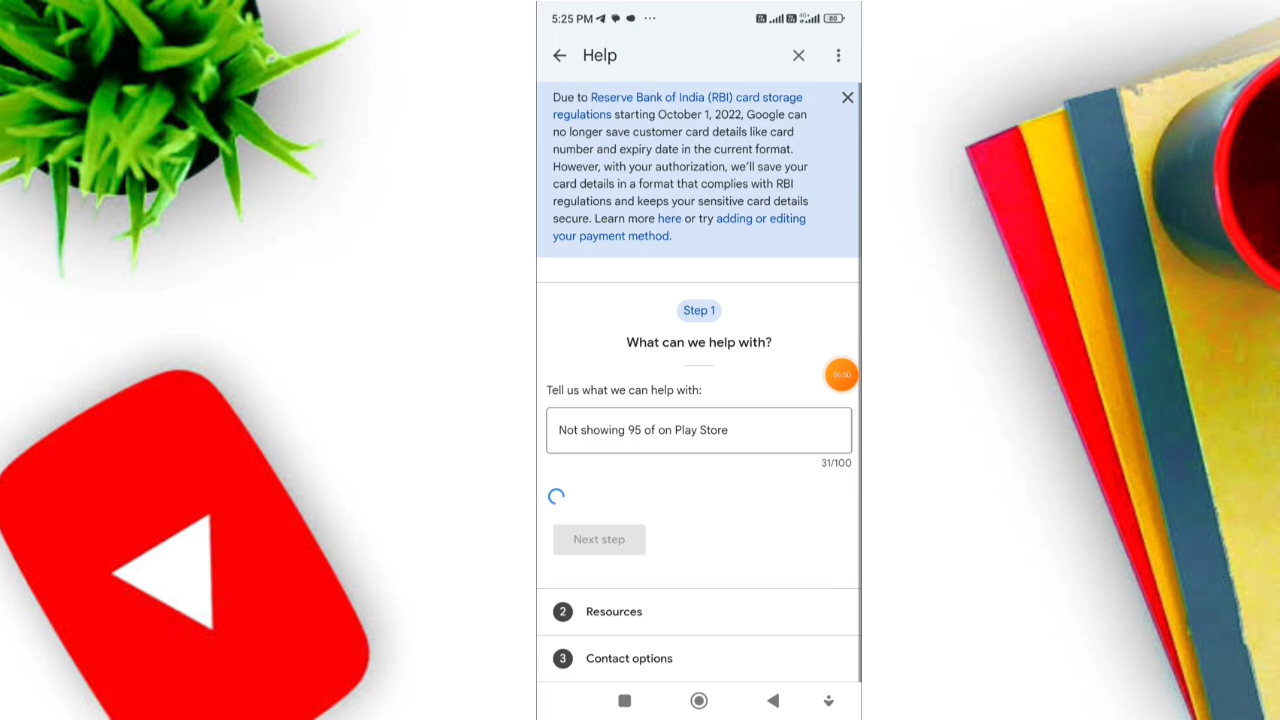 5:25 PM
80
Help
Due to Reserve Bank of India (RBI) card storage
regulations starting October 1, 2022, Google can
no longer save customer card details like card
number and expiry date in the current format.
However, with your authorization, we'll save your
card details in a format that complies with RBI
regulations and keeps your sensitive card details
secure. Learn more here or try adding or editing
your payment method.
Step 1
What can we help with?
Tell us what we can help with:
Not showing 95 of on Play Store
31/100
Next step
2 Resources
3 Contact options